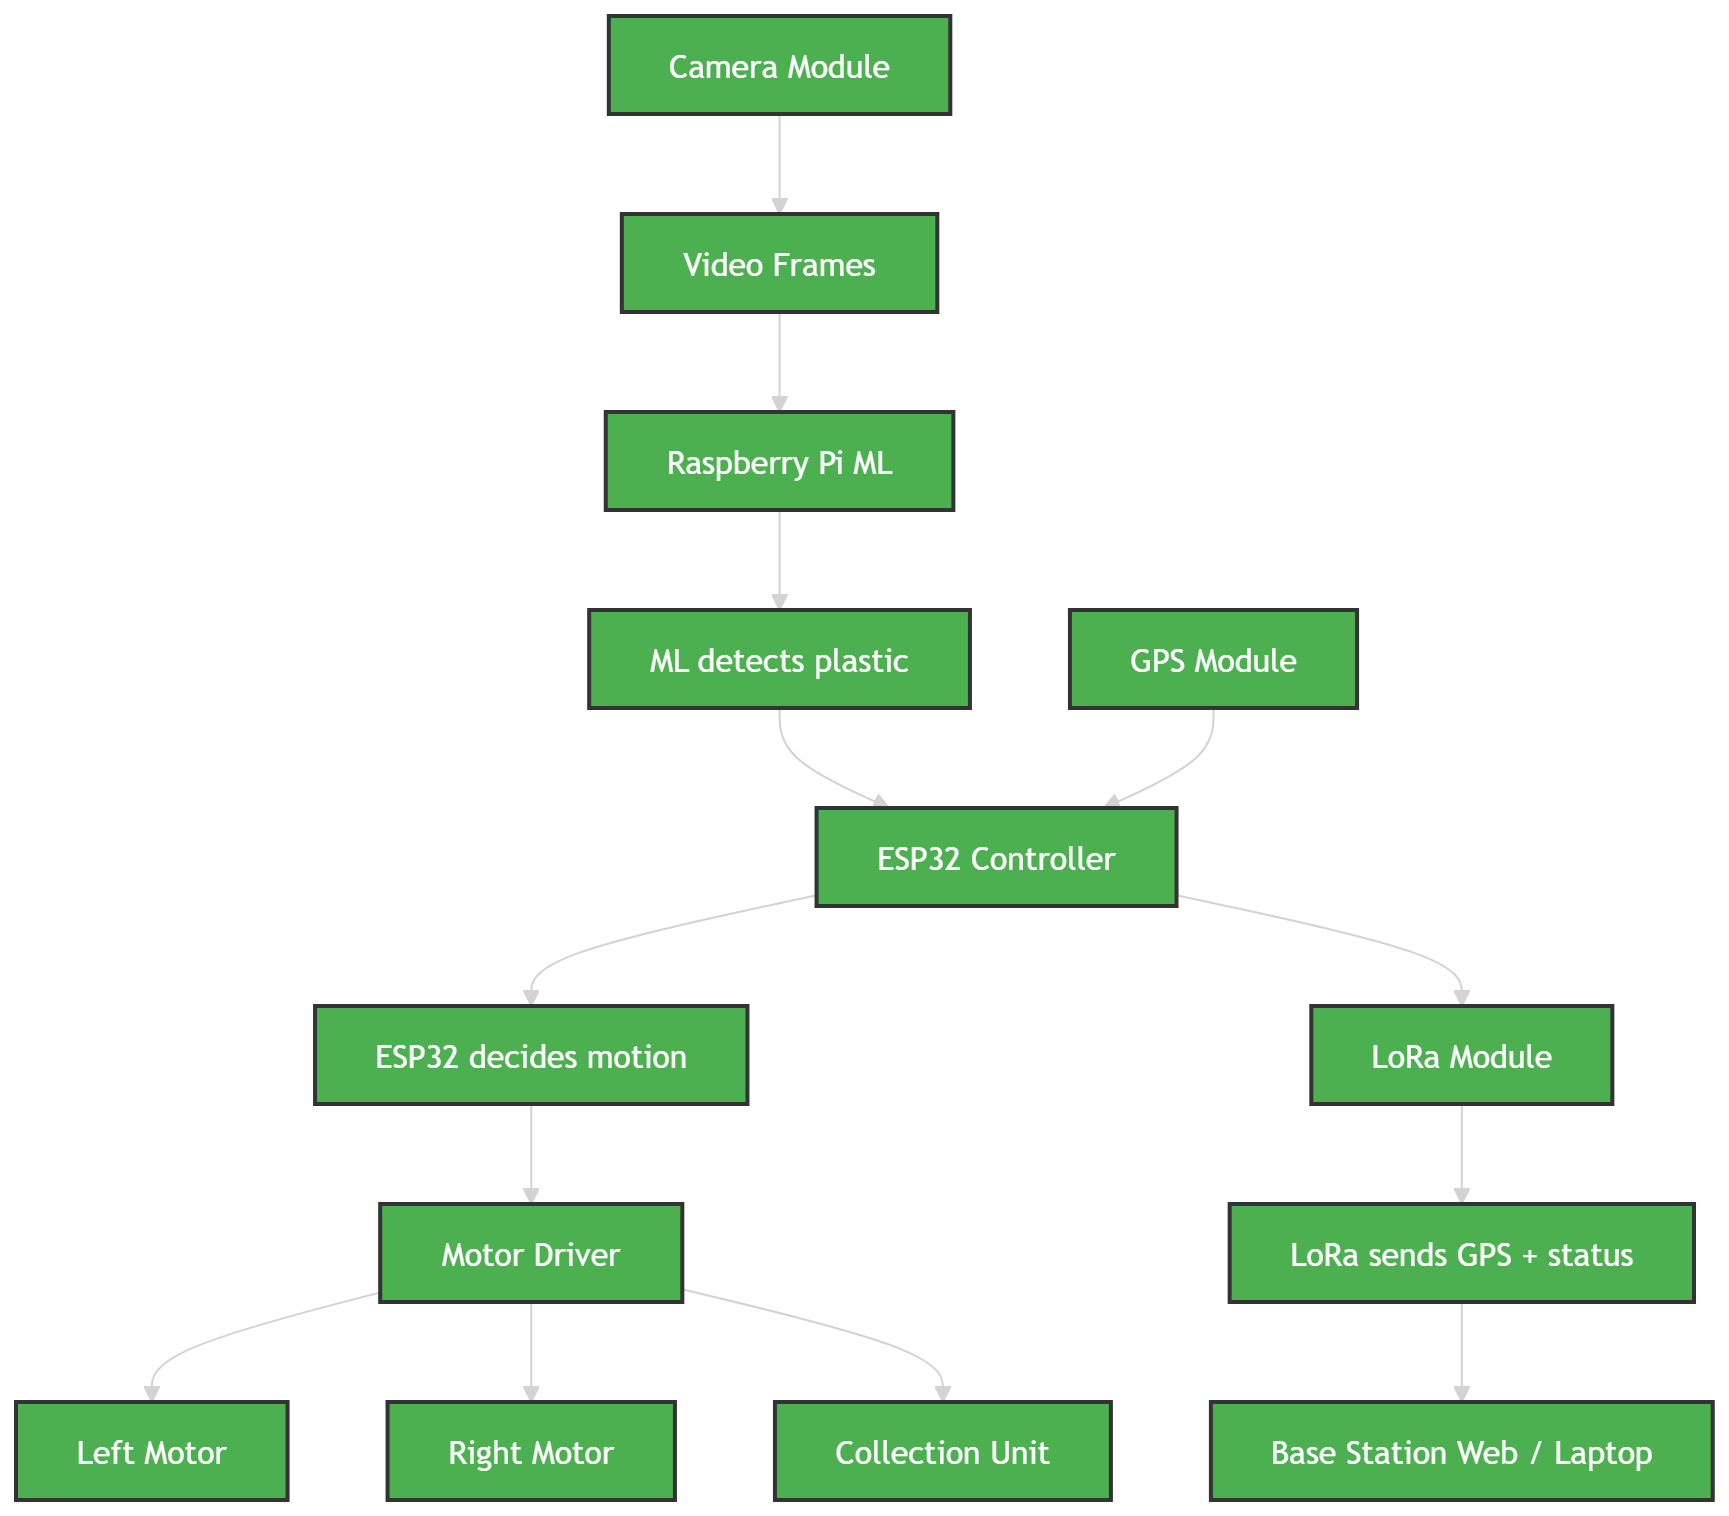 Camera Module
Video Frames
Raspberry Pi ML
ML detects plastic
GPS Module
ESP32 Controller
ESP32 decides motion
LoRa Module
Motor Driver
LoRa sends GPS + status
Left Motor
Right Motor
Collection Unit
Base Station Web / Laptop